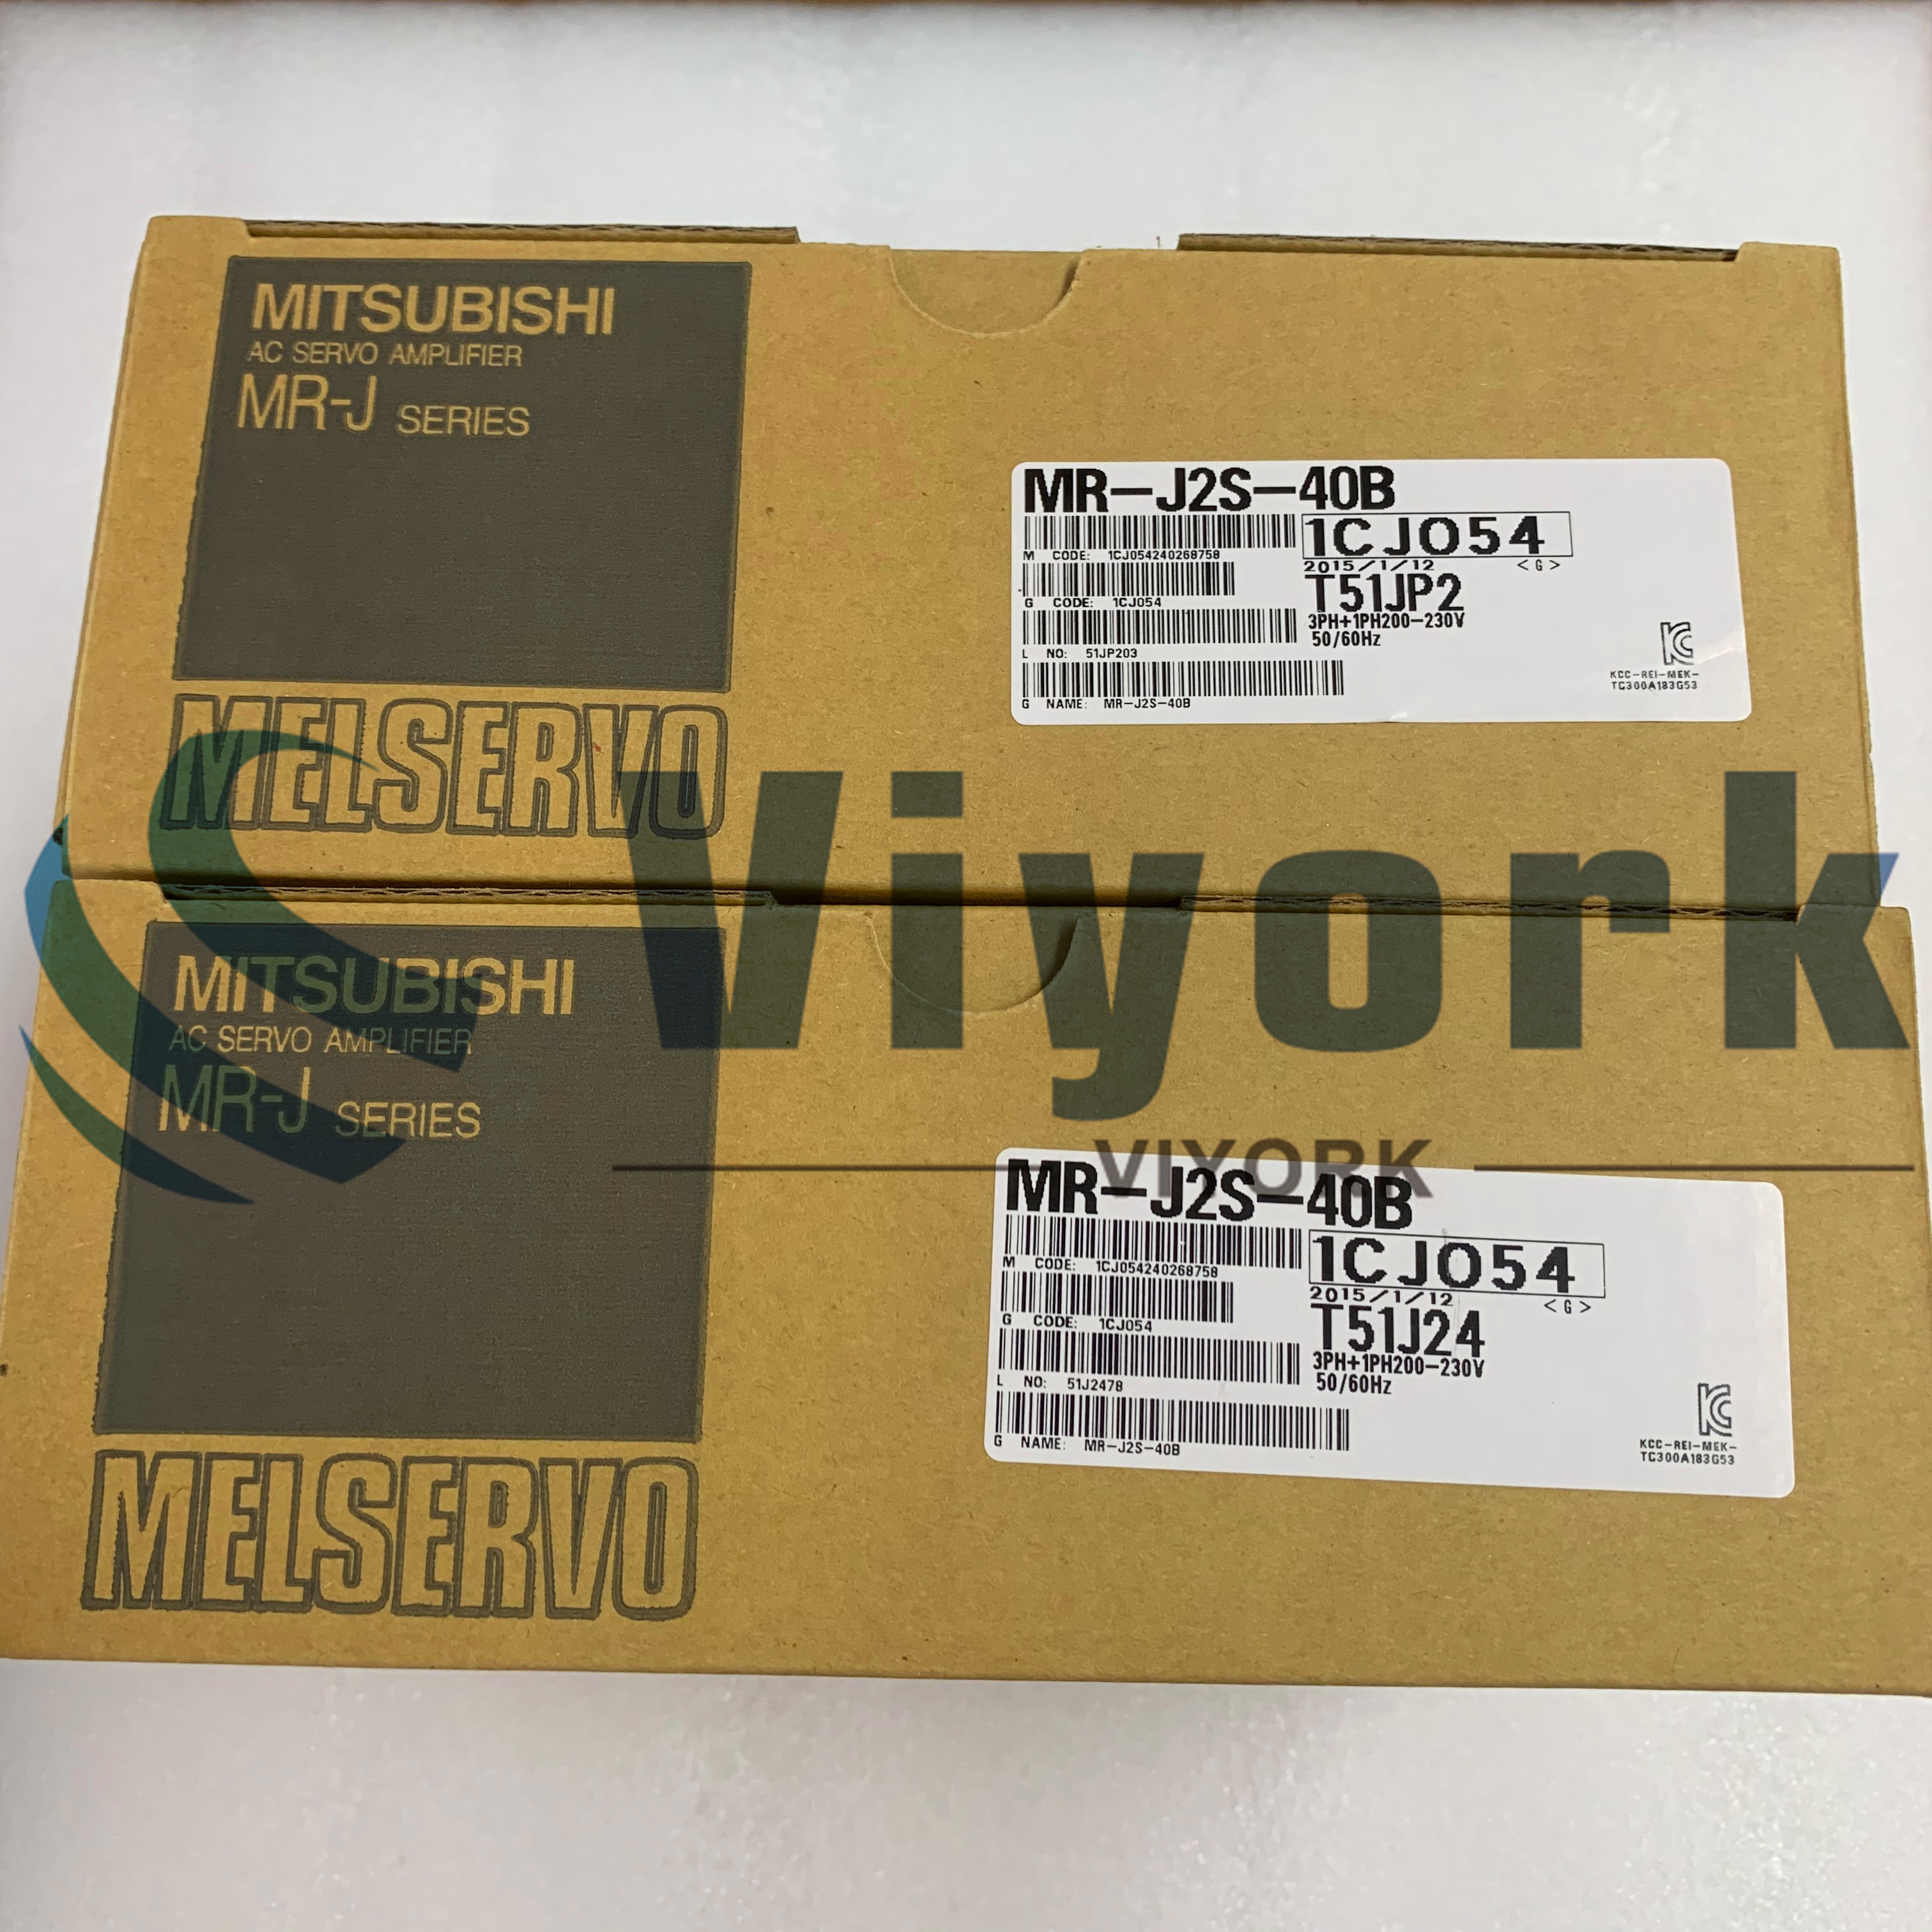 MITSUBISHI
AC SERVO AMPLIFIER
MR-J SERIES
MELSERVO
MR-J2S-40B
1CJ054
M CODE: 1CJ054240268758
2015/1/12 <G>
T51JP2
G CODE: 1CJ054
3PH+1PH200-230V
50/60Hz
L NO: 51JP203
KCC-REI-MEK-
TC300A183G53
G NAME: MR-J2S-40B
Viyork
VIYORK
MITSUBISHI
AC SERVO AMPLIFIER
MR-J SERIES
MELSERVO
MR-J2S-40B
1CJ054
M CODE: 1CJ054240268758
2015/1/12 <G>
T51J24
G CODE: 1CJ054
3PH+1PH200-230V
50/60Hz
L NO: 51J2478
KCC-REI-MEK-
TC300A183G53
G NAME: MR-J2S-40B